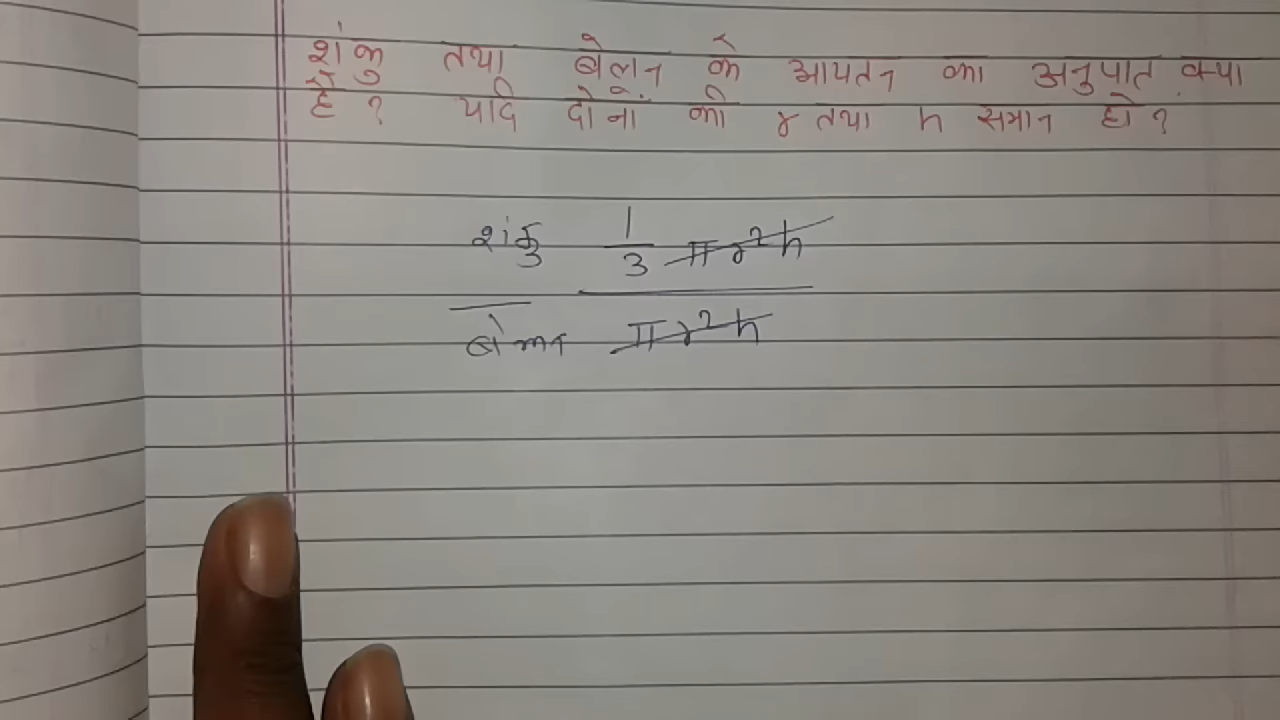 शंकु तथा बेलन के आयतन का अनुपात क्या
है ? यदि दोनों की r तथा h समान हो ?
शंकु 1/3 πr²h
बेलन πr²h